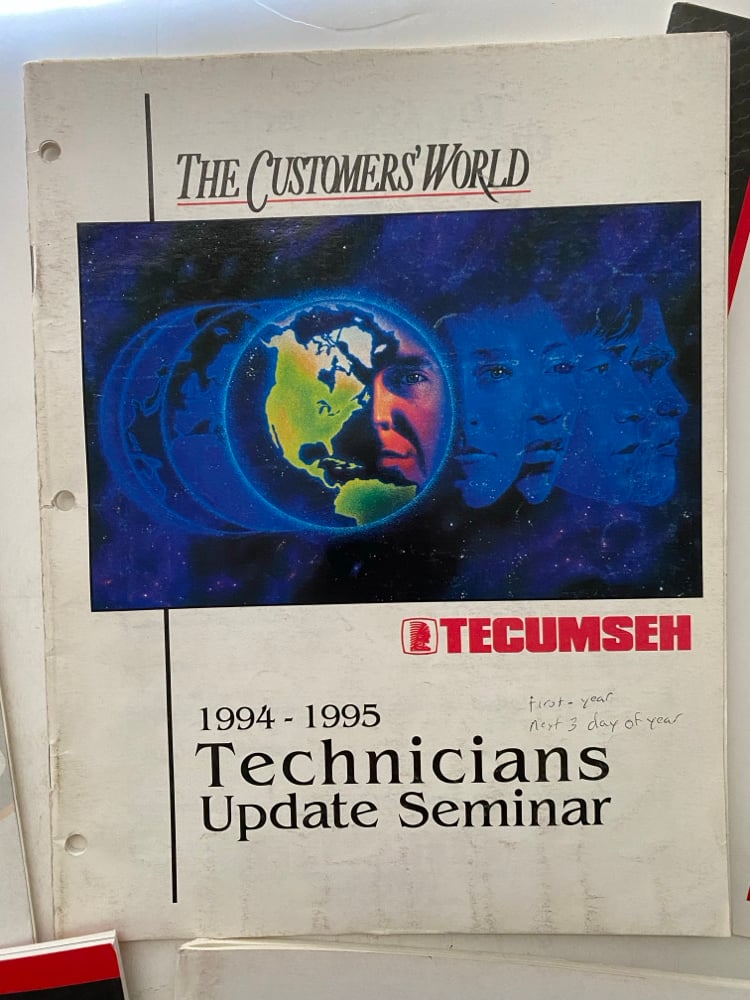 THE CUSTOMERS' WORLD
TECUMSEH
1994 - 1995
first - year
next 3 day of year
Technicians
Update Seminar